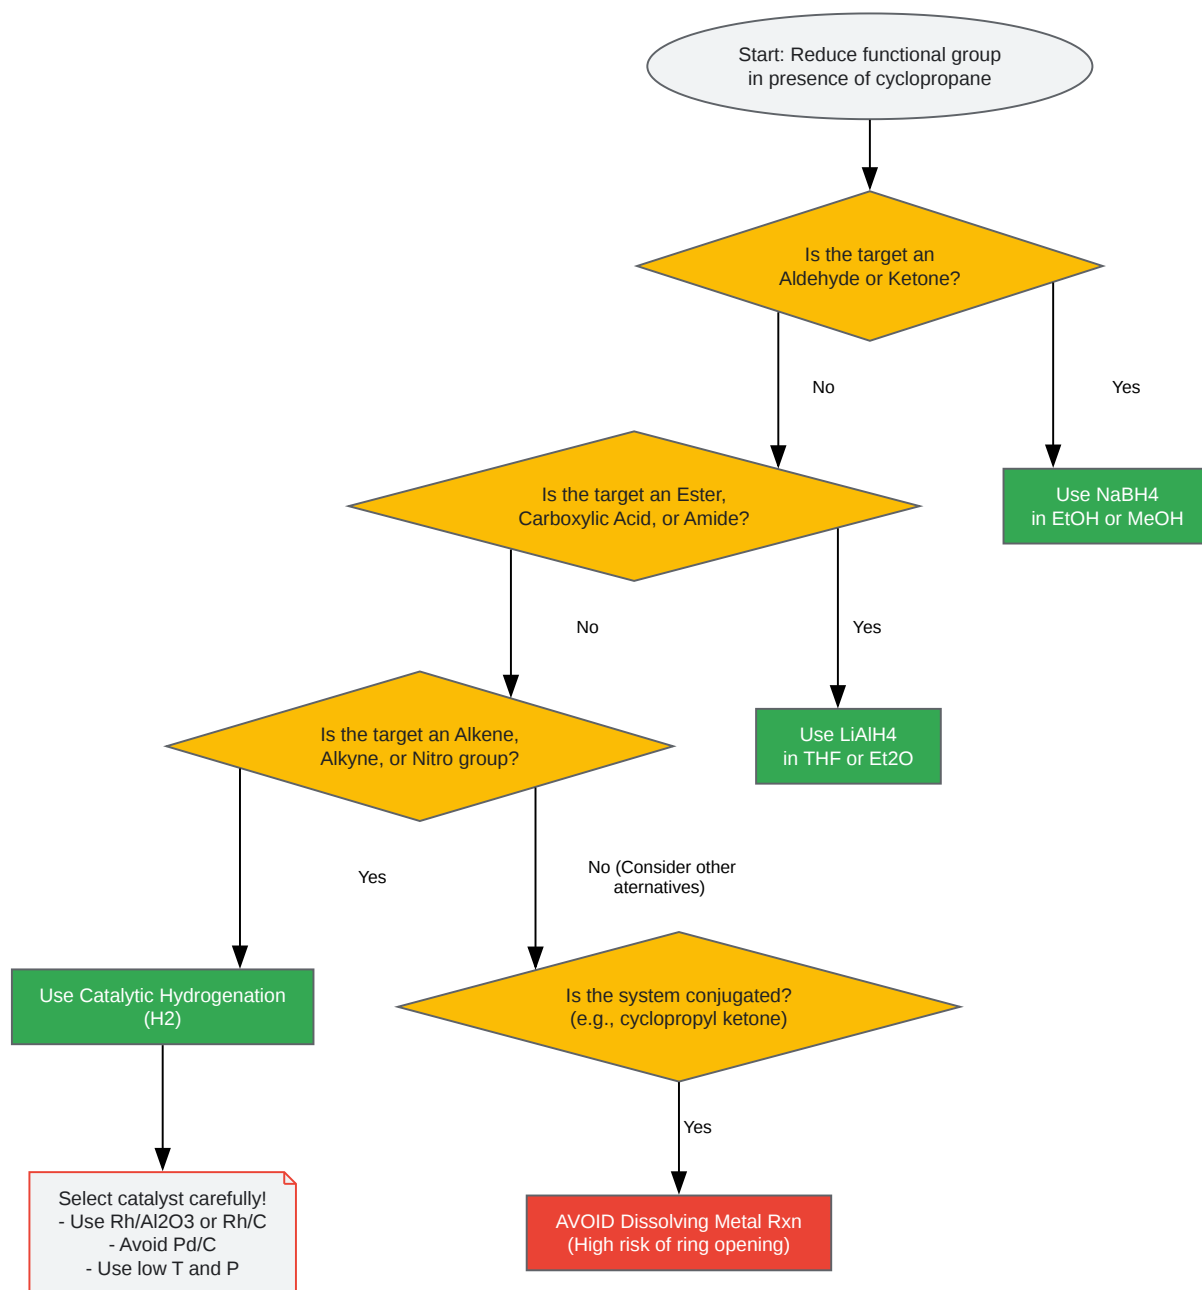 Start: Reduce functional group
in presence of cyclopropane
Is the target an
Aldehyde or Ketone?
No
Yes
Is the target an Ester,
Carboxylic Acid, or Amide?
Use NaBH4
in EtOH or MeOH
No
Yes
Is the target an Alkene,
Alkyne, or Nitro group?
Use LiAlH4
in THF or Et2O
Yes
No (Consider other
aternatives)
Use Catalytic Hydrogenation
(H2)
Is the system conjugated?
(e.g., cyclopropyl ketone)
Yes
Select catalyst carefully!
- Use Rh/Al2O3 or Rh/C
- Avoid Pd/C
- Use low T and P
AVOID Dissolving Metal Rxn
(High risk of ring opening)